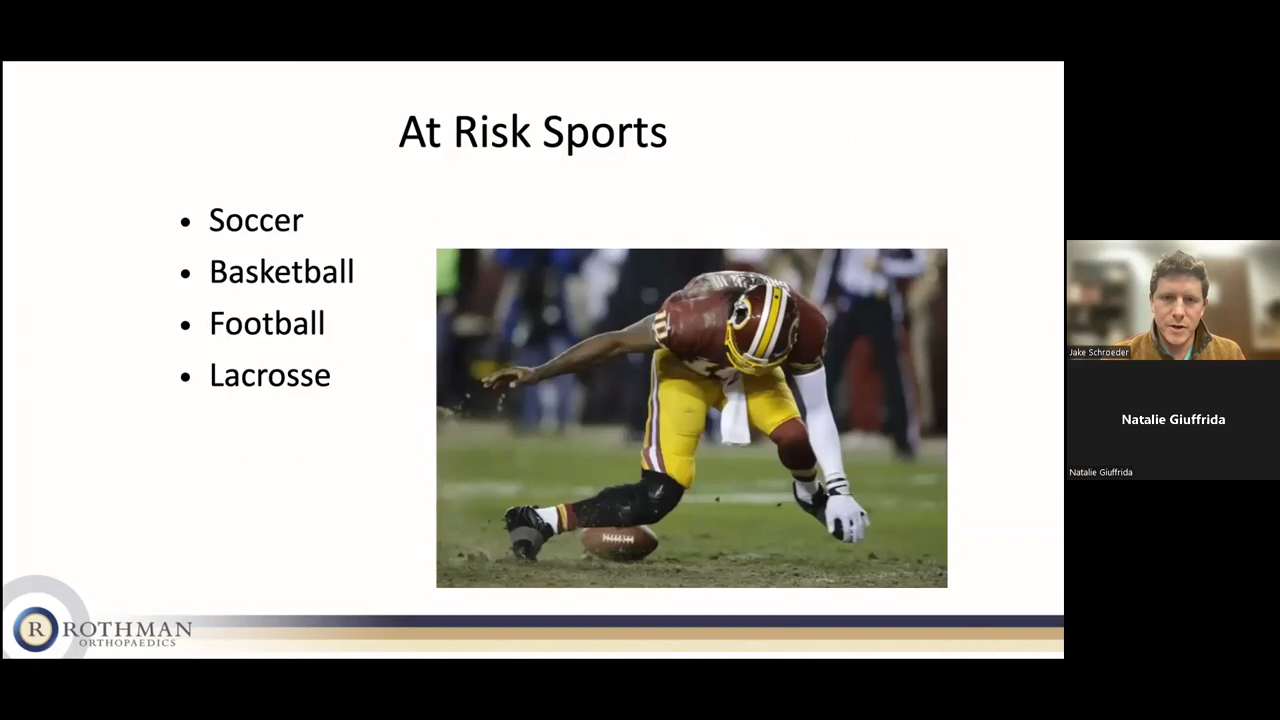 At Risk Sports
• Soccer
• Basketball
• Football
• Lacrosse
R ROTHMAN
ORTHOPAEDICS
Jake Schroeder
Natalie Giuffrida
Natalie Giuffrida